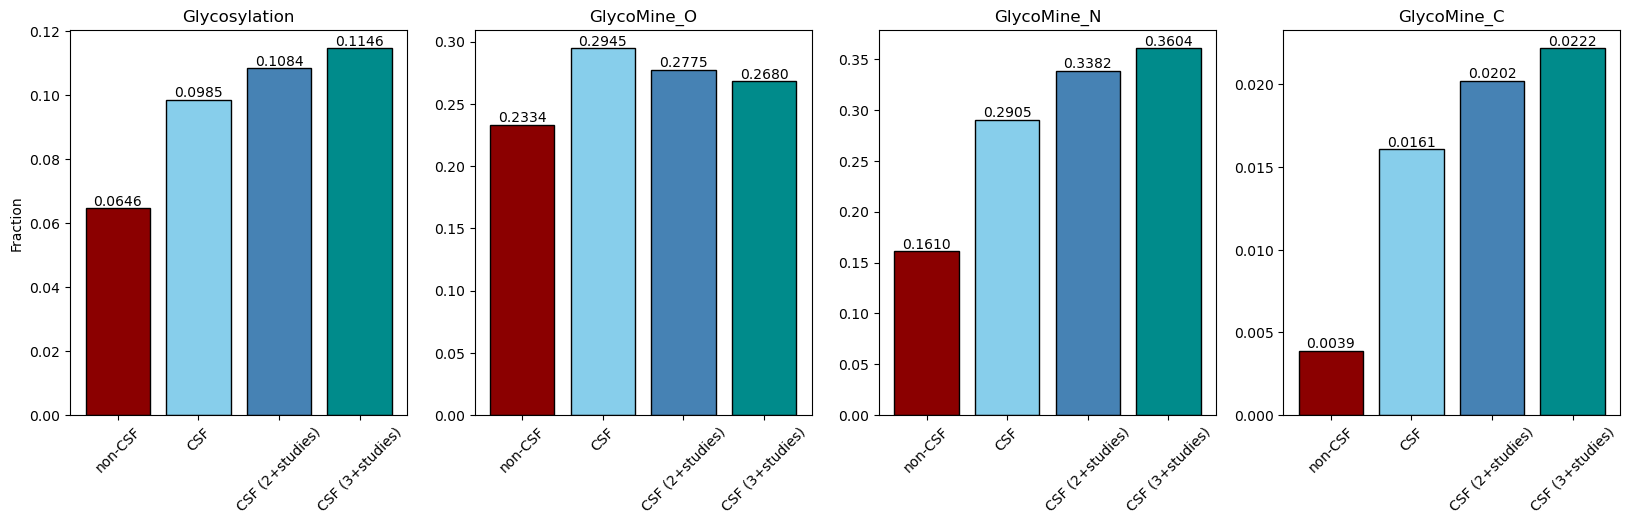 Glycosylation
Fraction
0.12
0.10
0.08
0.06
0.04
0.02
0.00
0.0646
0.0985
0.1084
0.1146
non-CSF
CSF
CSF (2+studies)
CSF (3+studies)
GlycoMine_O
0.30
0.25
0.20
0.15
0.10
0.05
0.00
0.2334
0.2945
0.2775
0.2680
non-CSF
CSF
CSF (2+studies)
CSF (3+studies)
GlycoMine_N
0.35
0.30
0.25
0.20
0.15
0.10
0.05
0.00
0.1610
0.2905
0.3382
0.3604
non-CSF
CSF
CSF (2+studies)
CSF (3+studies)
GlycoMine_C
0.020
0.015
0.010
0.005
0.000
0.0039
0.0161
0.0202
0.0222
non-CSF
CSF
CSF (2+studies)
CSF (3+studies)